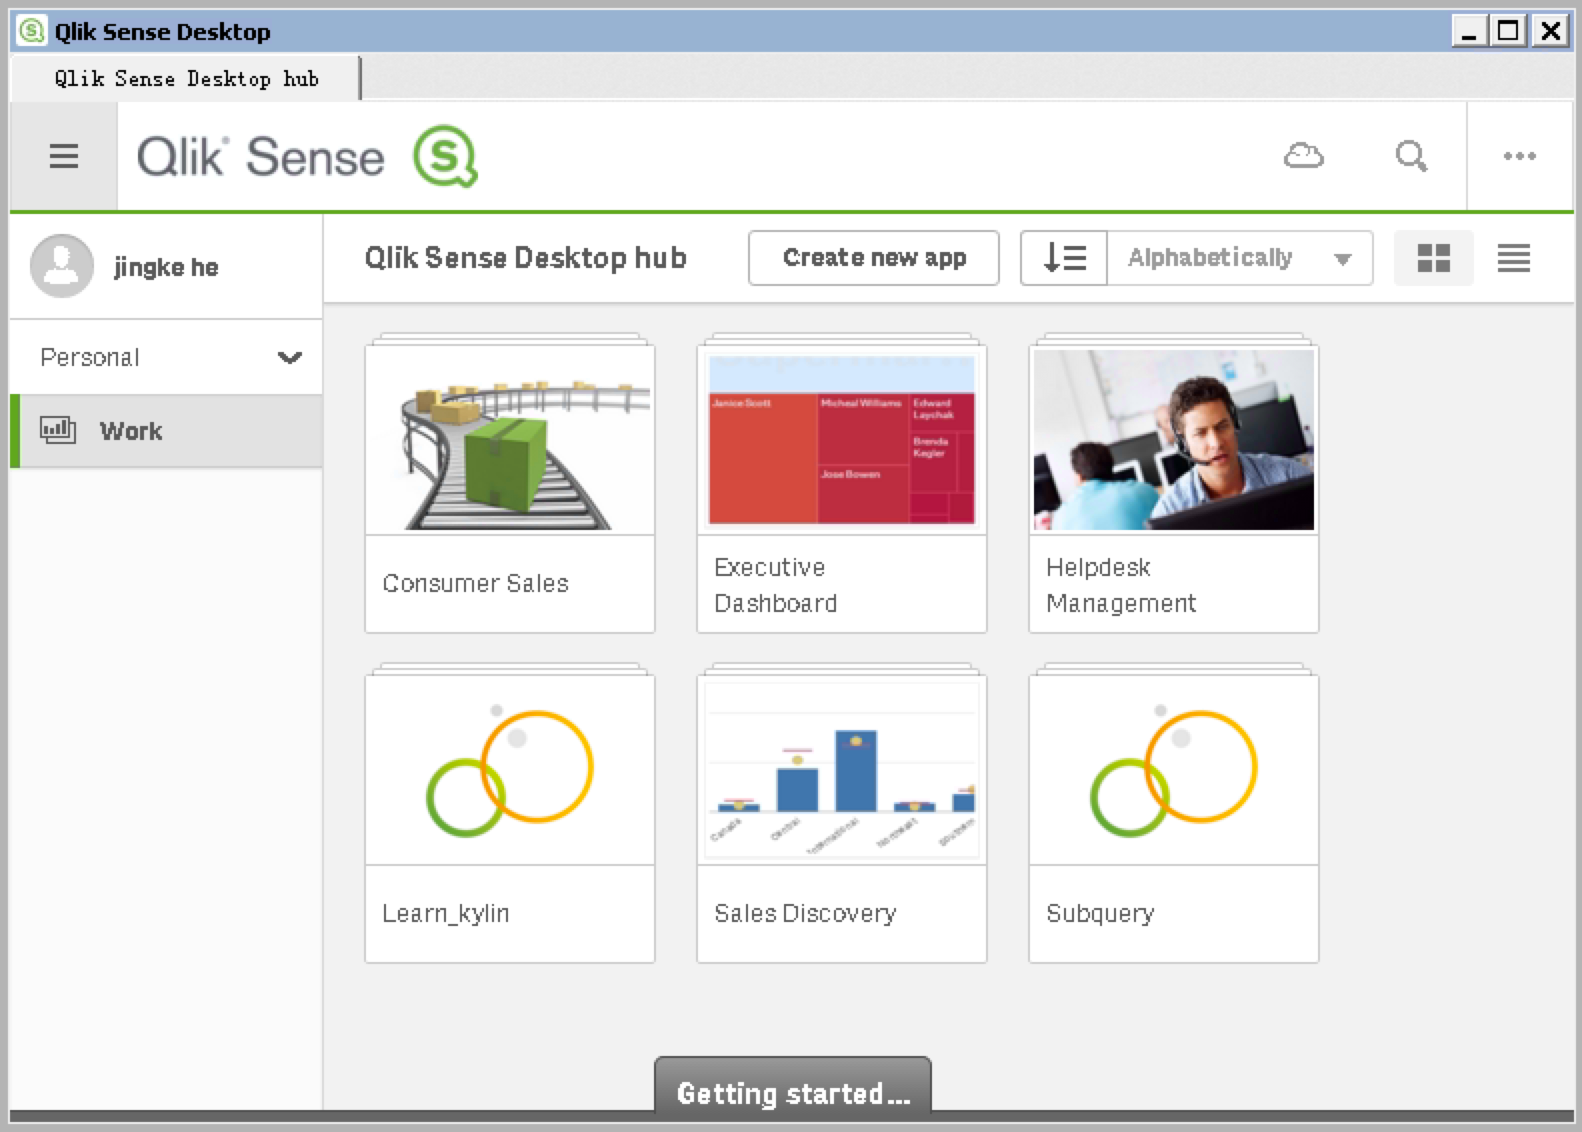 Qlik Sense Desktop
Qlik Sense Desktop hub
Qlik Sense
jingke he
Qlik Sense Desktop hub
Create new app
Alphabetically
Personal
Work
Janice Scott
Micheal Williams
Edward
Laychak
Brenda
Kegler
Jose Bowen
Consumer Sales
Executive
Dashboard
Helpdesk
Management
Canada
Central
International
Northwest
Southern
Learn_kylin
Sales Discovery
Subquery
Getting started...